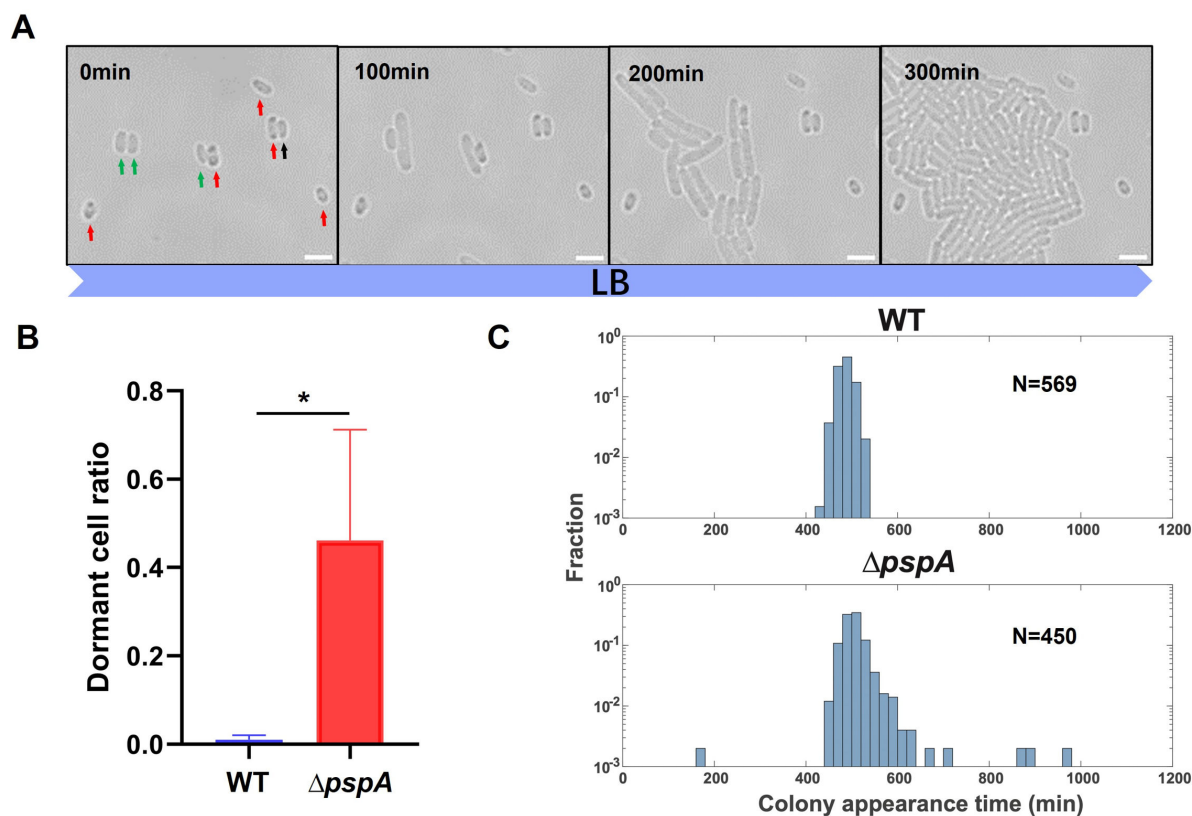 A
0min
100min
200min
300min
LB
B
Dormant cell ratio
0.8
0.6
0.4
0.2
0.0
*
WT
ΔpspA
C
WT
10⁰
10⁻¹
10⁻²
10⁻³
N=569
0
200
400
600
800
1000
1200
Fraction
ΔpspA
10⁰
10⁻¹
10⁻²
10⁻³
N=450
0
200
400
600
800
1000
1200
Colony appearance time (min)